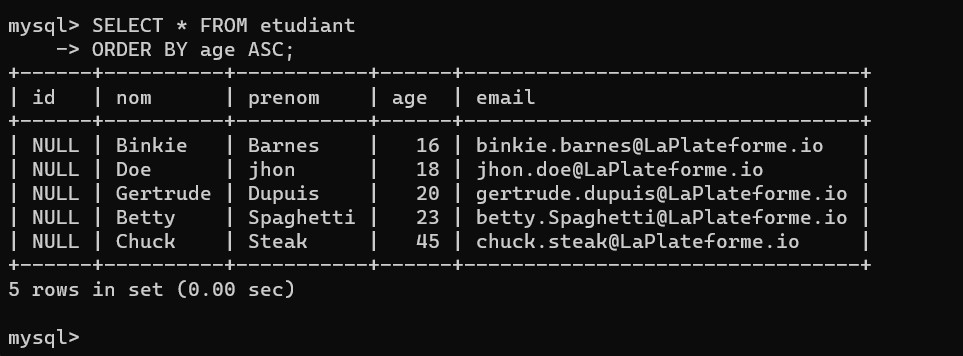 mysql> SELECT * FROM etudiant
    -> ORDER BY age ASC;
+------+----------+-----------+------+---------------------------------+
| id   | nom      | prenom    | age  | email                           |
+------+----------+-----------+------+---------------------------------+
| NULL | Binkie   | Barnes    |   16 | binkie.barnes@LaPlateforme.io   |
| NULL | Doe      | jhon      |   18 | jhon.doe@LaPlateforme.io        |
| NULL | Gertrude | Dupuis    |   20 | gertrude.dupuis@LaPlateforme.io |
| NULL | Betty    | Spaghetti |   23 | betty.Spaghetti@LaPlateforme.io |
| NULL | Chuck    | Steak     |   45 | chuck.steak@LaPlateforme.io     |
+------+----------+-----------+------+---------------------------------+
5 rows in set (0.00 sec)
mysql>